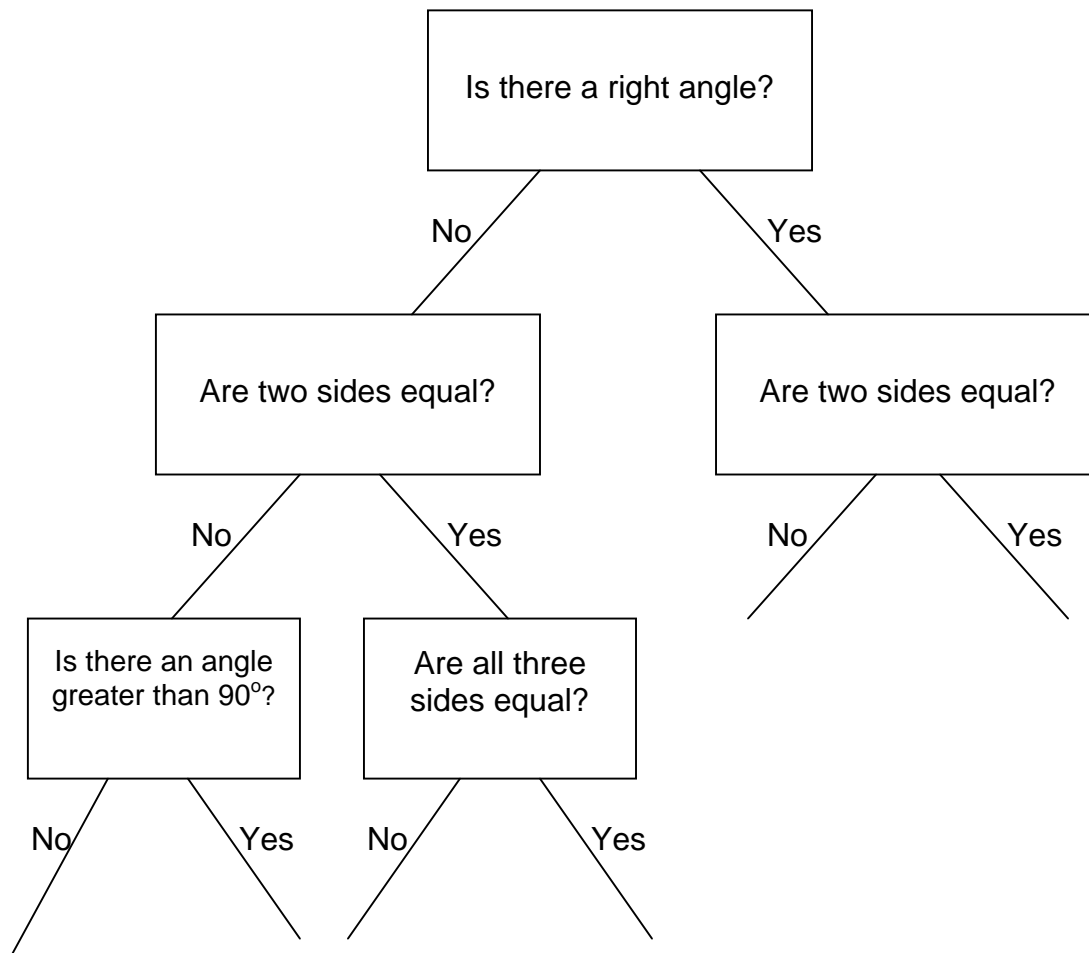 Is there a right angle?
No
Yes
Are two sides equal?
Are two sides equal?
No
Yes
No
Yes
Is there an angle
greater than 90°?
Are all three
sides equal?
No
Yes
No
Yes